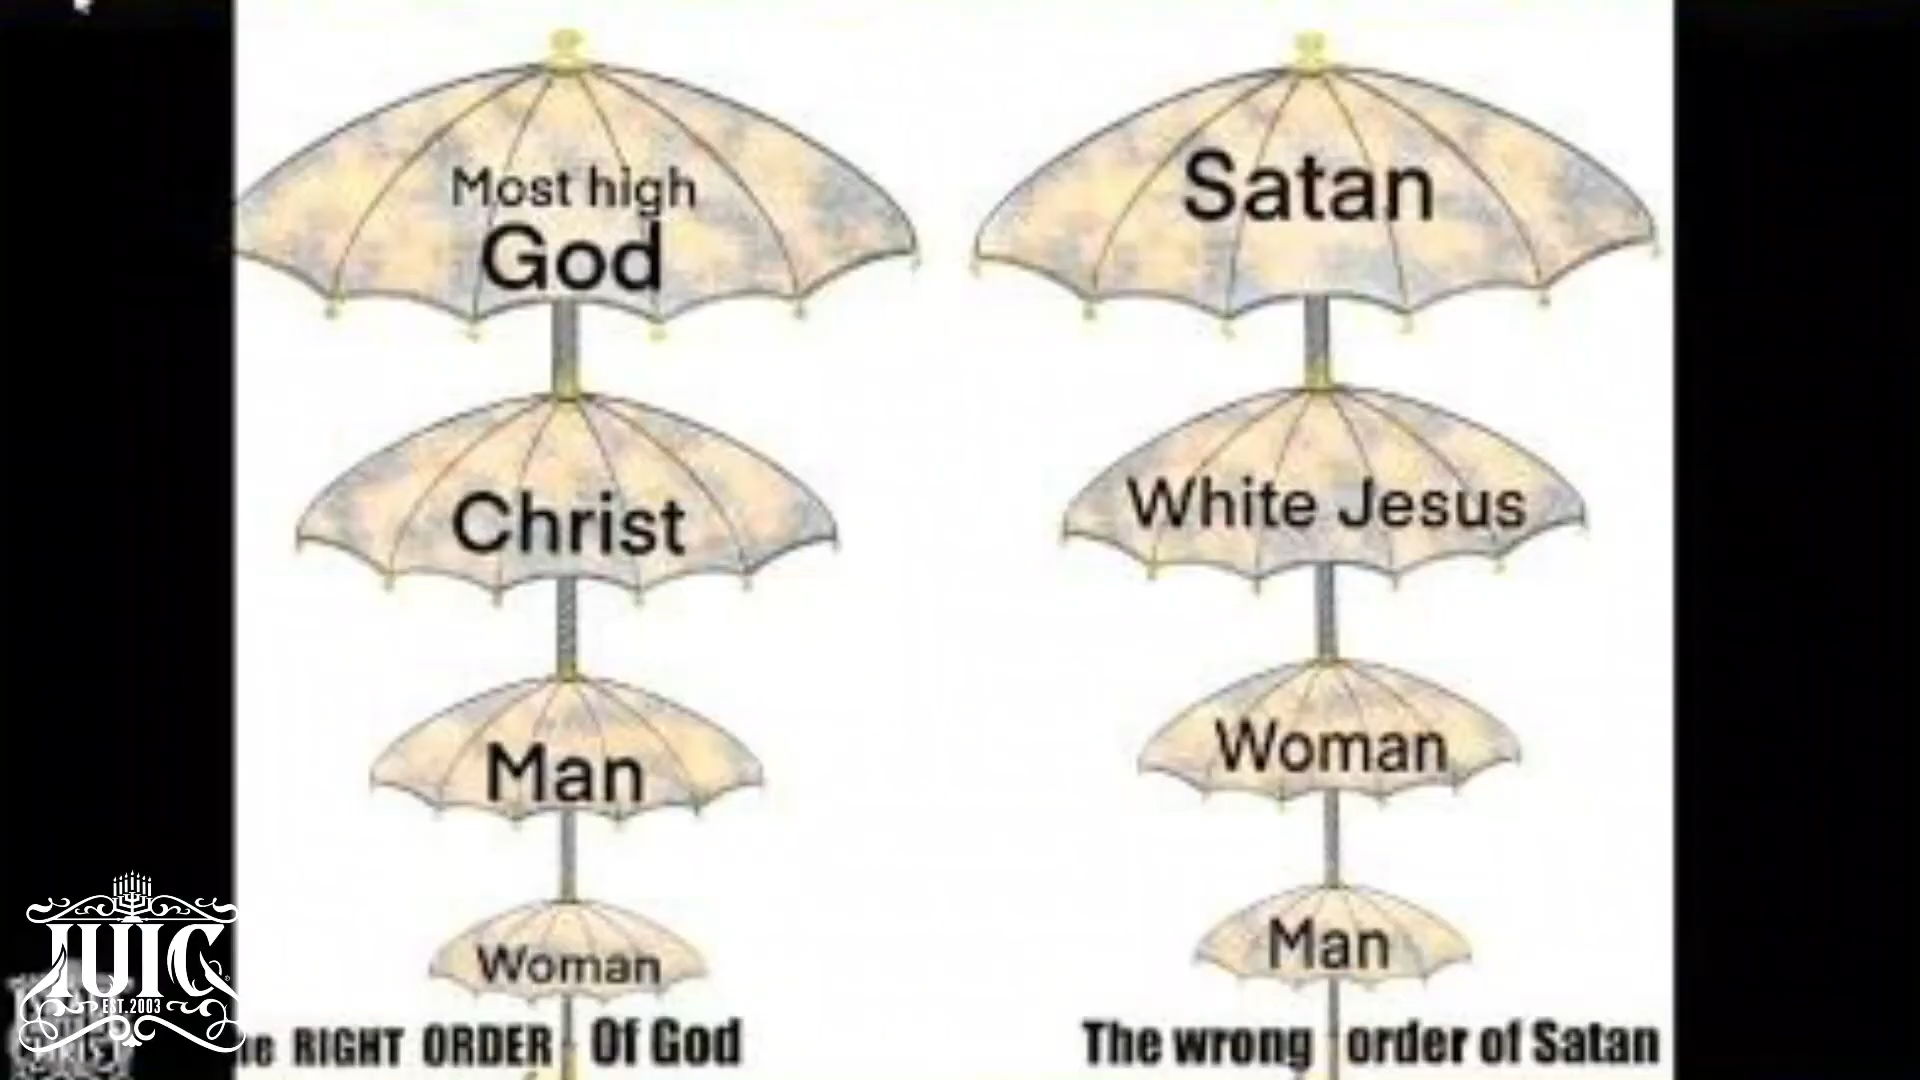 Most high
God
Christ
Man
Woman
RIGHT ORDER Of God
Satan
White Jesus
Woman
Man
The wrong order of Satan
IUIC
EST. 2003